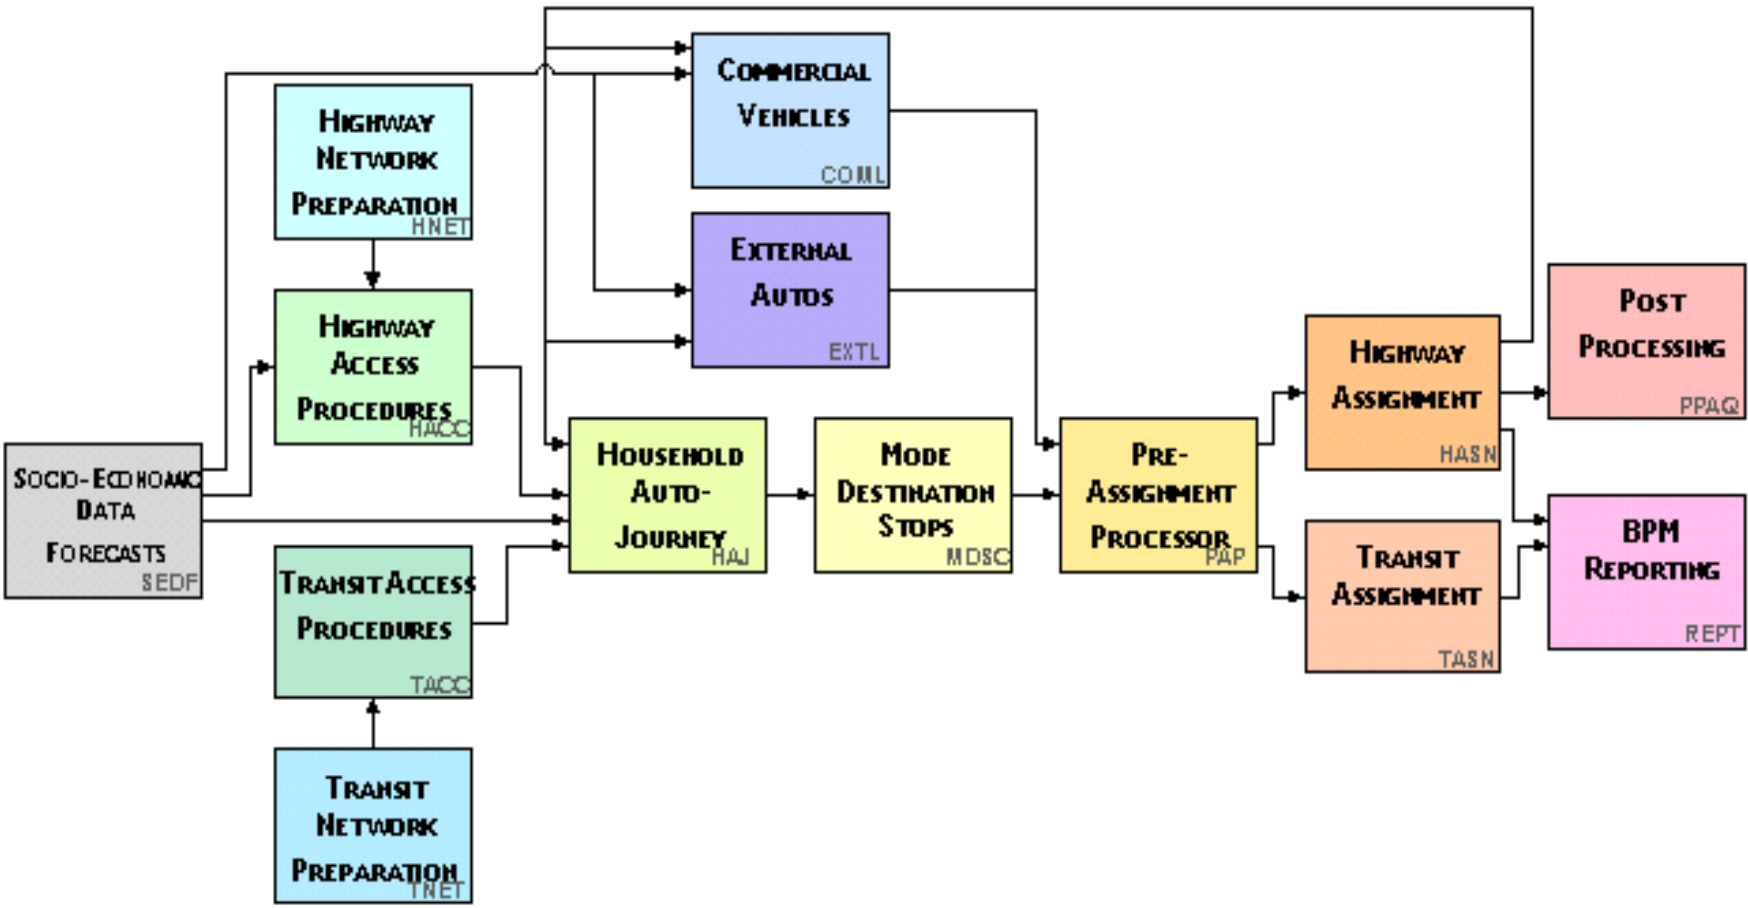 COMMERCIAL
VEHICLES
COML
HIGHWAY
NETWORK
PREPARATION
HNET
EXTERNAL
AUTOS
EXTL
HIGHWAY
ACCESS
PROCEDURES
HACC
POST
PROCESSING
PPAQ
HIGHWAY
ASSIGNMENT
HASN
SOCIO-ECONOMIC
DATA
FORECASTS
SEDF
HOUSEHOLD
AUTO-
JOURNEY
HAJ
MODE
DESTINATION
STOPS
MDSC
PRE-
ASSIGNMENT
PROCESSOR
PAP
TRANSIT ACCESS
PROCEDURES
TACC
TRANSIT
ASSIGNMENT
TASN
BPM
REPORTING
REPT
TRANSIT
NETWORK
PREPARATION
TNET